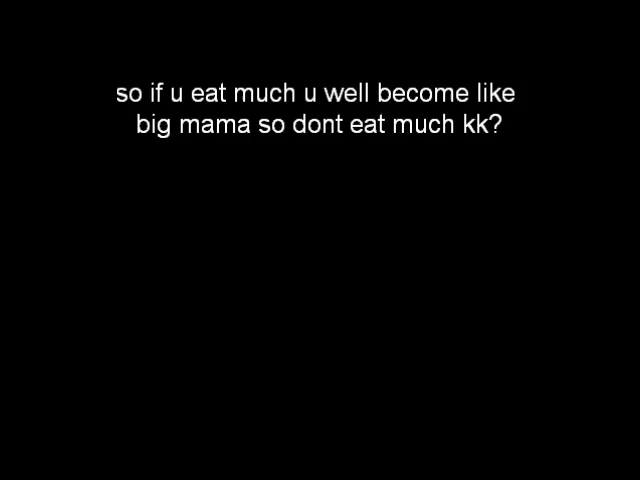 so if u eat much u well become like
big mama so dont eat much kk?